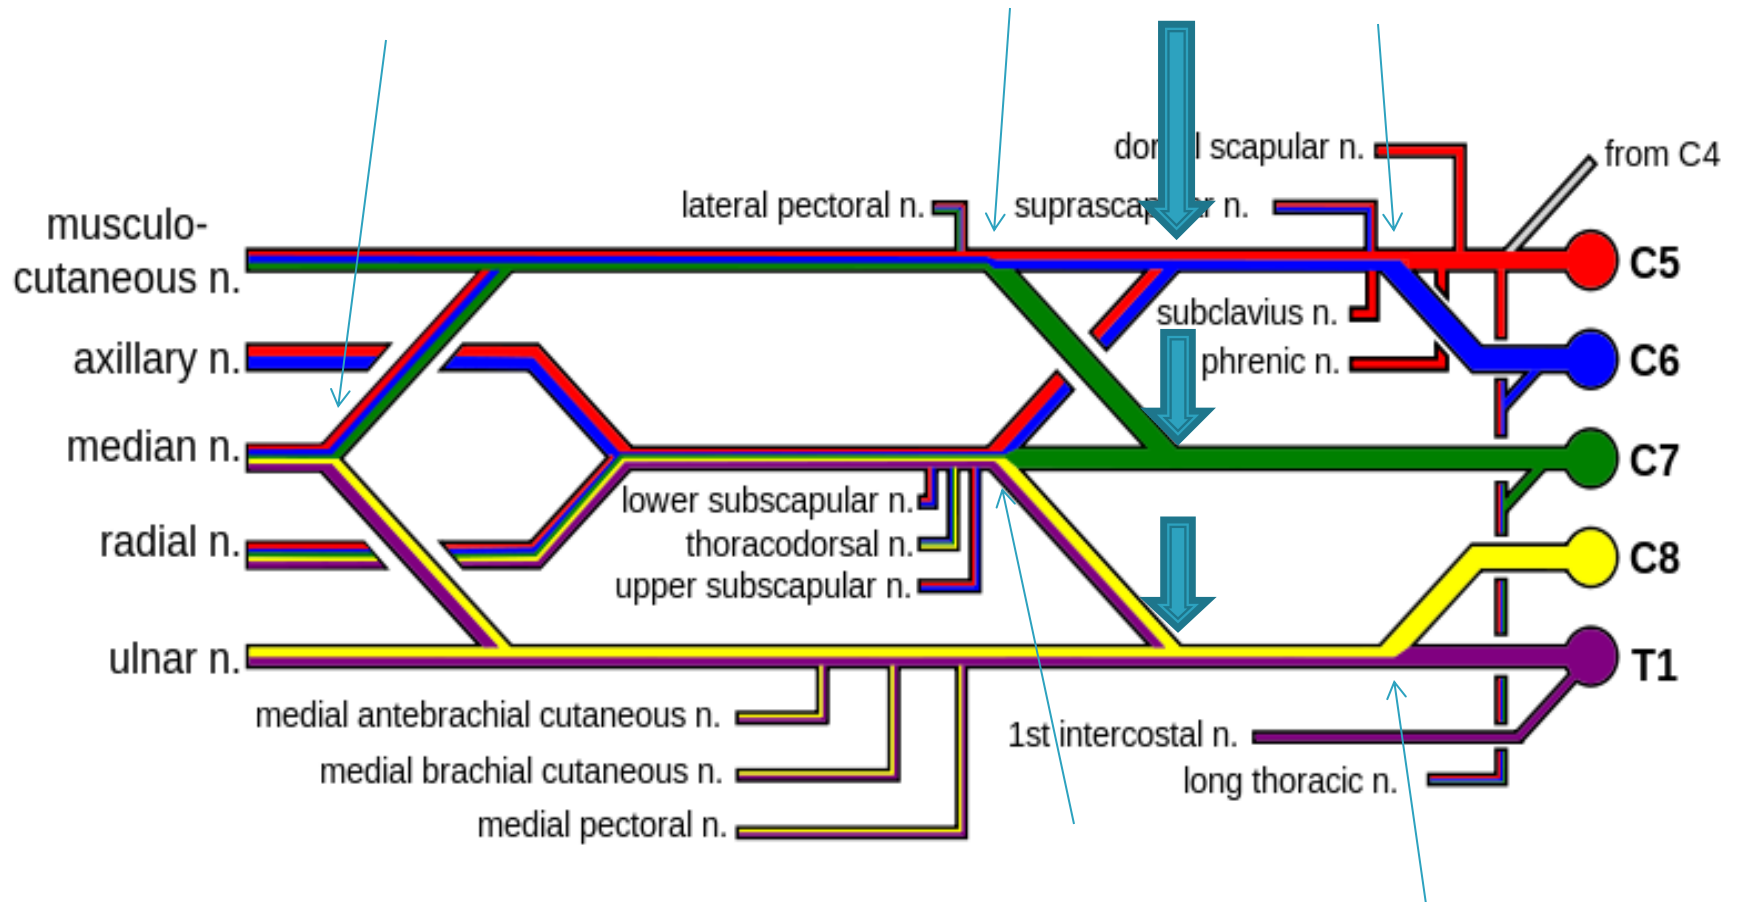 dor l scapular n.
from C4
lateral pectoral n.
suprascap r n.
musculo-
cutaneous n.
C5
subclavius n.
axillary n.
phrenic n.
C6
median n.
C7
lower subscapular n.
radial n.
thoracodorsal n.
C8
upper subscapular n.
ulnar n.
T1
medial antebrachial cutaneous n.
1st intercostal n.
medial brachial cutaneous n.
long thoracic n.
medial pectoral n.